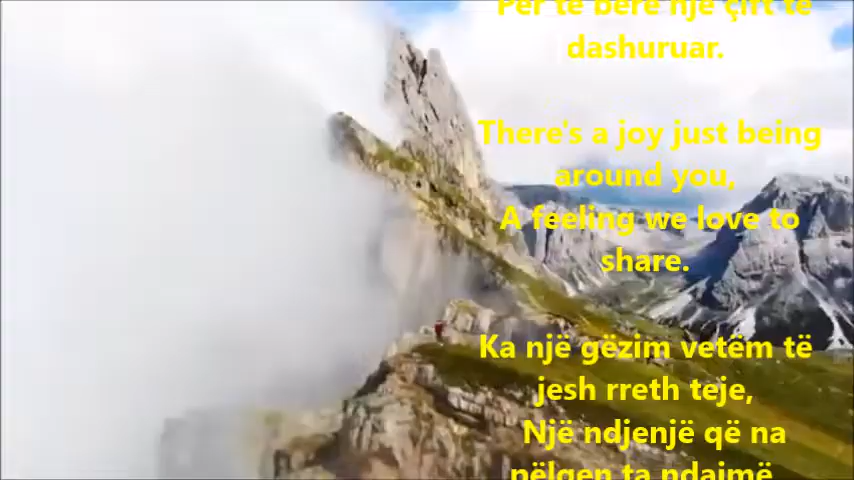 Për të bërë një çift të
dashuruar.
There's a joy just being
around you,
A feeling we love to
share.
Ka një gëzim vetëm të
jesh rreth teje,
Një ndjenjë që na
pëlqen ta ndajmë